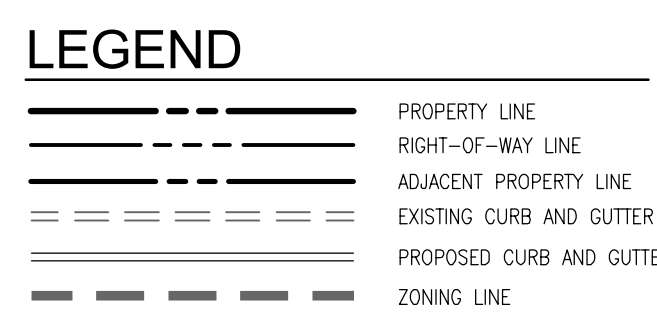 LEGEND
PROPERTY LINE
RIGHT-OF-WAY LINE
ADJACENT PROPERTY LINE
EXISTING CURB AND GUTTER
PROPOSED CURB AND GUTTE
ZONING LINE